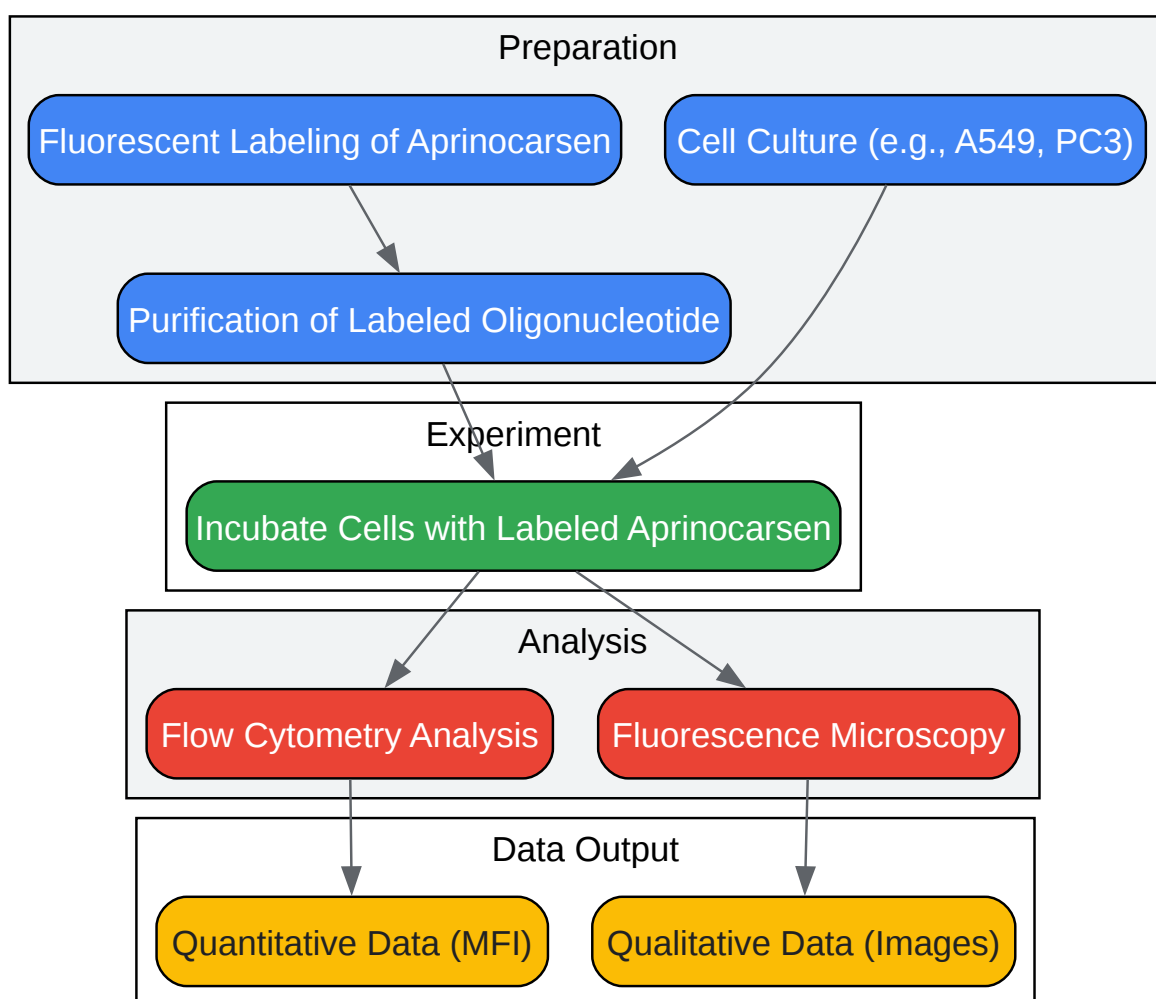 Preparation
Fluorescent Labeling of Aprinocarsen
Cell Culture (e.g., A549, PC3)
Purification of Labeled Oligonucleotide
Experiment
Incubate Cells with Labeled Aprinocarsen
Analysis
Flow Cytometry Analysis
Fluorescence Microscopy
Data Output
Quantitative Data (MFI)
Qualitative Data (Images)